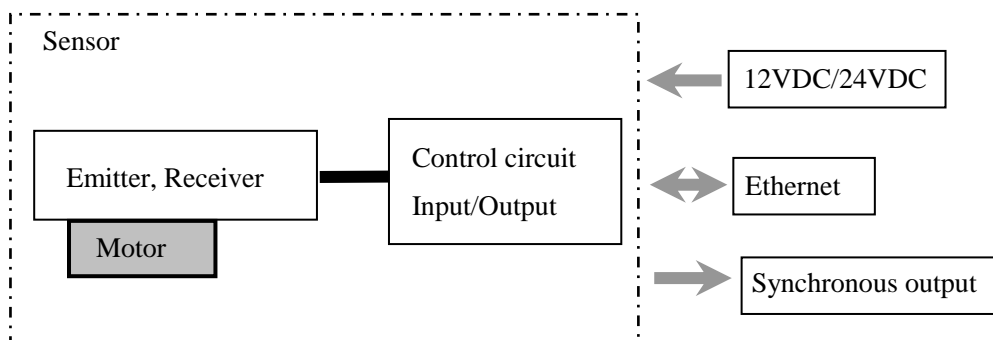 Sensor
12VDC/24VDC
Emitter, Receiver
Control circuit
Input/Output
Ethernet
Motor
Synchronous output